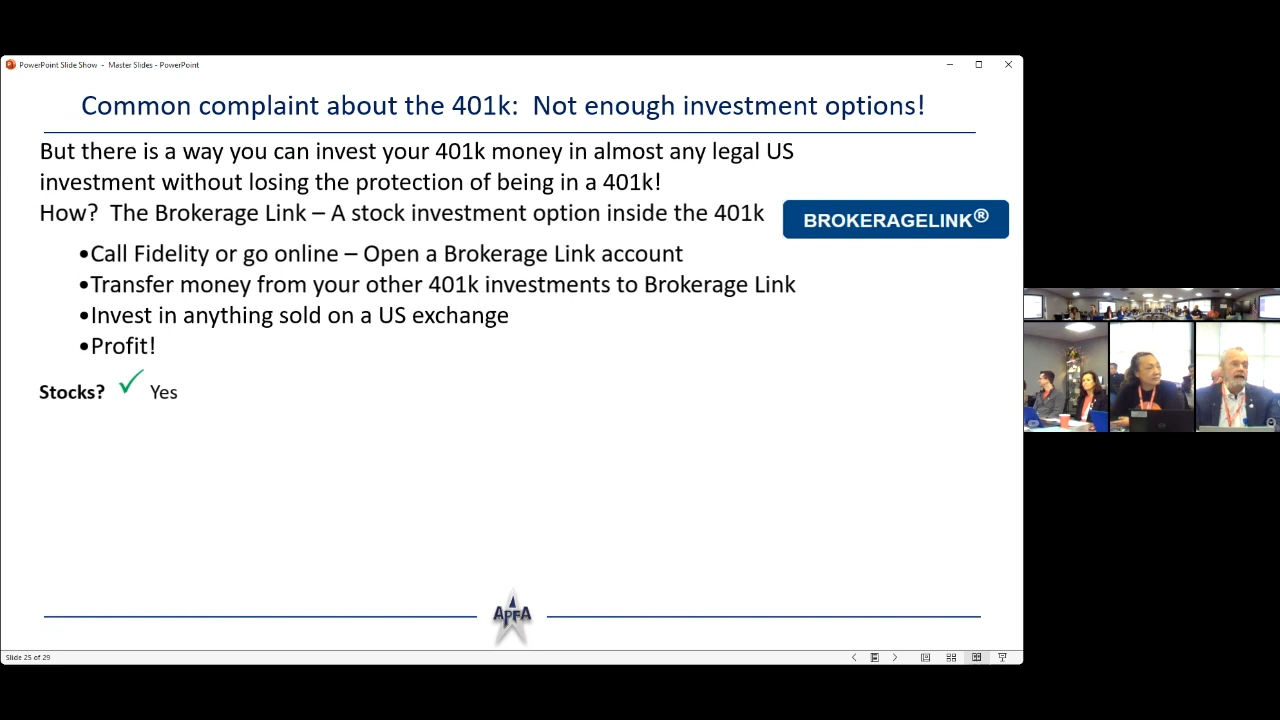 PowerPoint Slide Show - Master Slides - PowerPoint
Common complaint about the 401k: Not enough investment options!
But there is a way you can invest your 401k money in almost any legal US
investment without losing the protection of being in a 401k!
How? The Brokerage Link – A stock investment option inside the 401k
BROKERAGELINK®
•Call Fidelity or go online – Open a Brokerage Link account
•Transfer money from your other 401k investments to Brokerage Link
•Invest in anything sold on a US exchange
•Profit!
Stocks? ✓ Yes
APFA
Slide 25 of 29